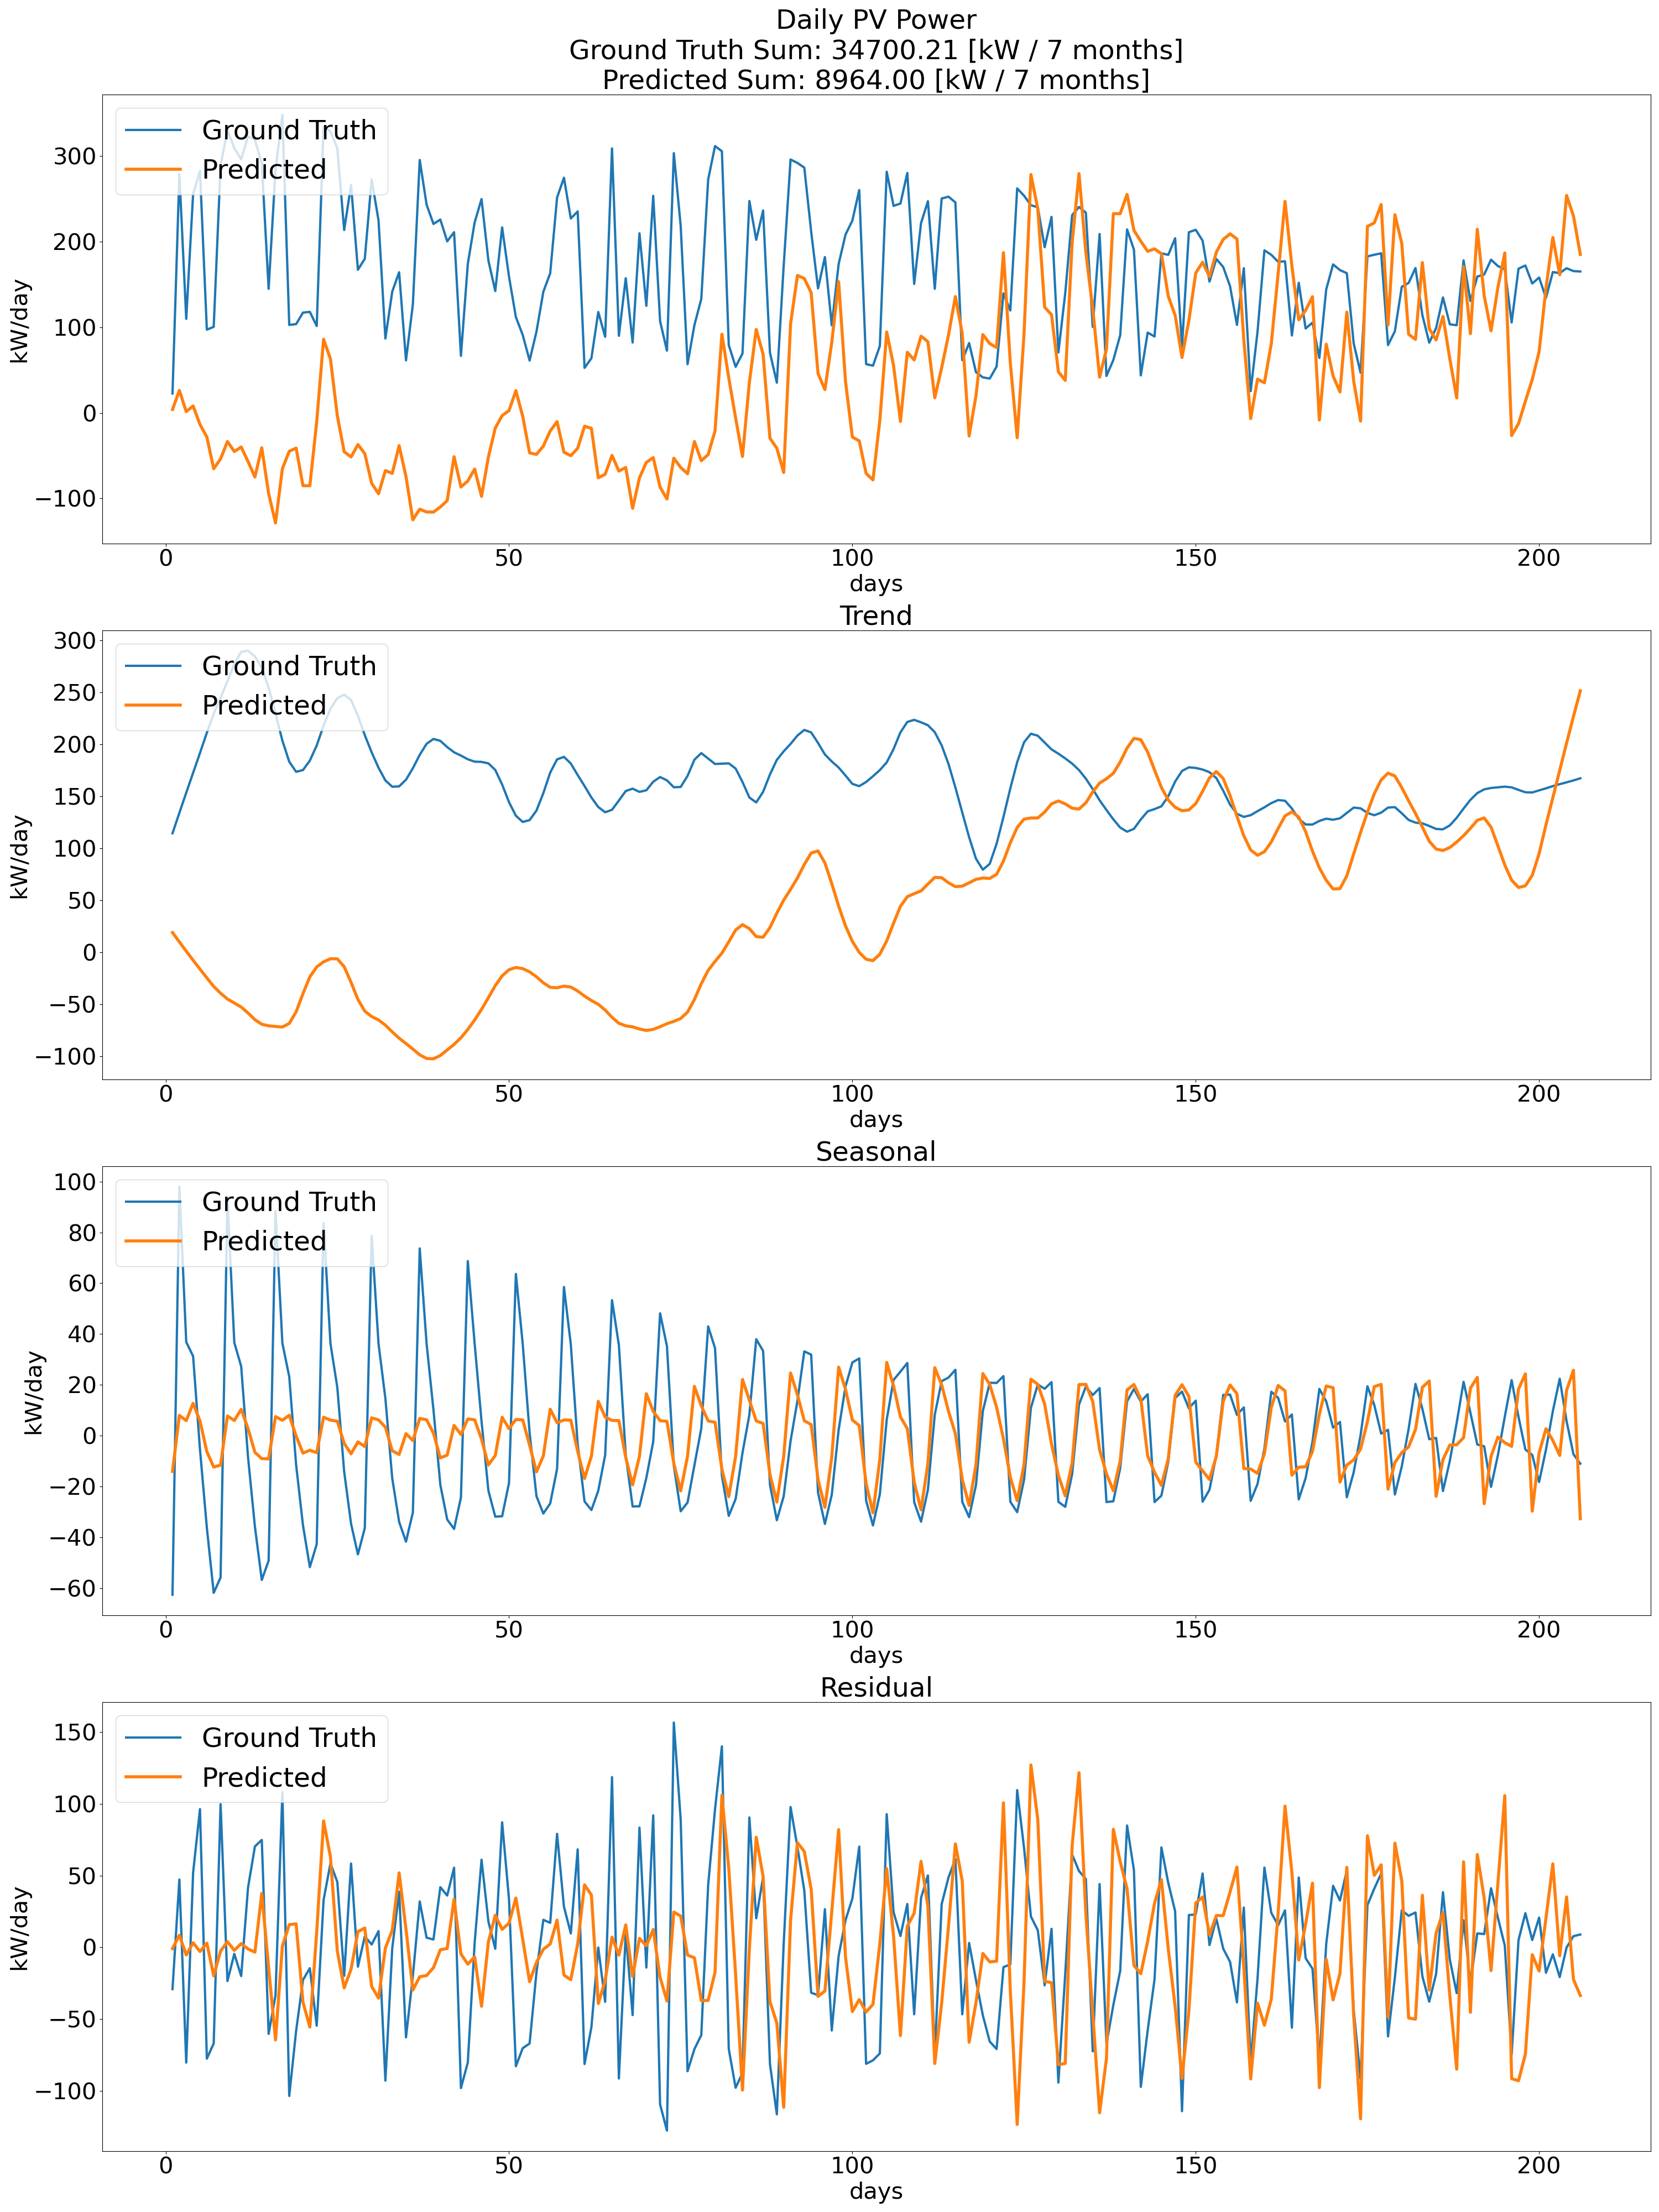 Daily PV Power
Ground Truth Sum: 34700.21 [kW / 7 months]
Predicted Sum: 8964.00 [kW / 7 months]
Ground Truth
Predicted
300
200
100
0
−100
kW/day
0 50 100 150 200
days
Trend
Ground Truth
Predicted
300
250
200
150
100
50
0
−50
−100
kW/day
0 50 100 150 200
days
Seasonal
Ground Truth
Predicted
100
80
60
40
20
0
−20
−40
−60
kW/day
0 50 100 150 200
days
Residual
Ground Truth
Predicted
150
100
50
0
−50
−100
kW/day
0 50 100 150 200
days